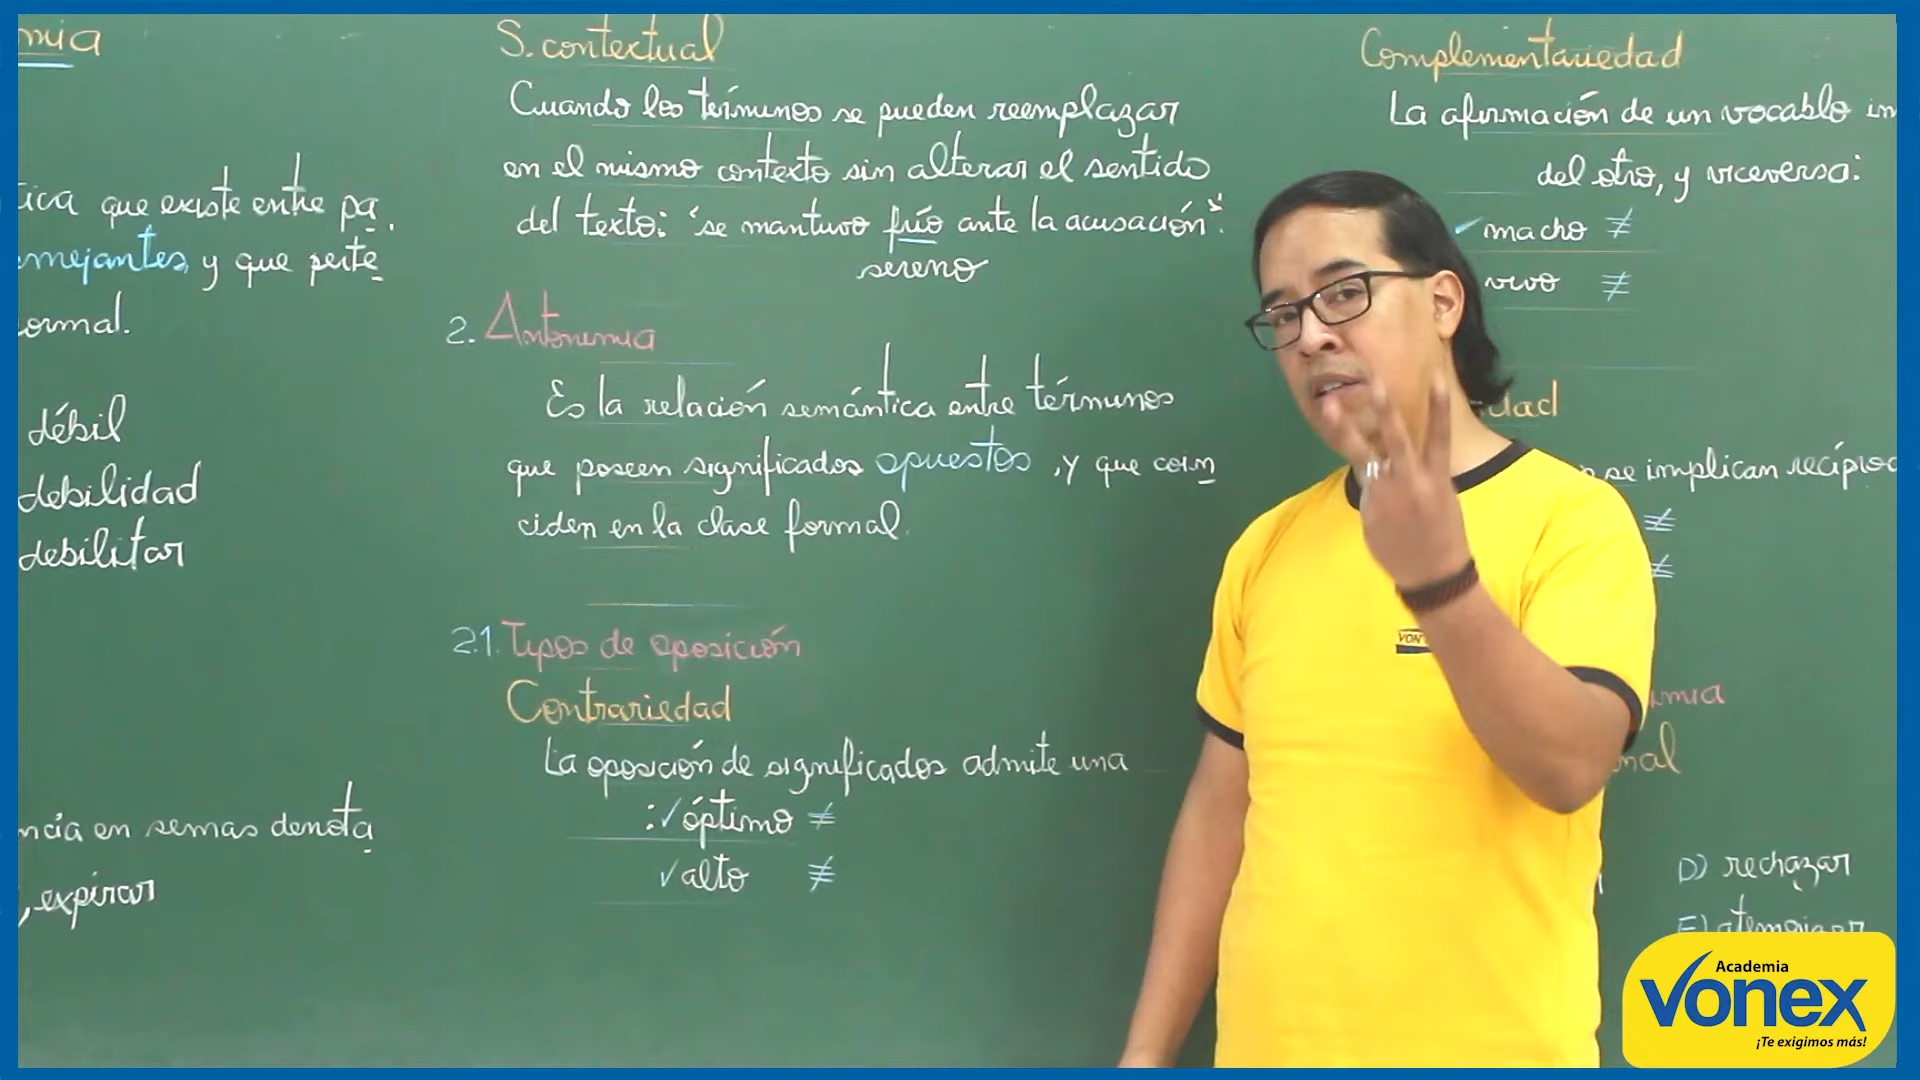 mia
ica que existe entre pa
mejantes, y que perte
ormal.
débil
debilidad
debilitar
ncia en semas denota
, expirar
S. contextual
Cuando los términos se pueden reemplazar
en el mismo contexto sin alterar el sentido
del texto: "se mantuvo frío ante la acusación".
sereno
2. Antonimia
Es la relación semántica entre términos
que poseen significados opuestos, y que coin
ciden en la clase formal.
2.1. Tipos de oposición
Contrariedad
La oposición de significados admite una
: ✓ óptimo ≠
✓ alto ≠
Complementariedad
La afirmación de un vocablo im
del otro, y viceversa:
✓ macho ≠
vivo ≠
dad
se implican recíproc
≠
≠
imia
nal
D) rechazar
VON
Academia
Vonex
¡Te exigimos más!